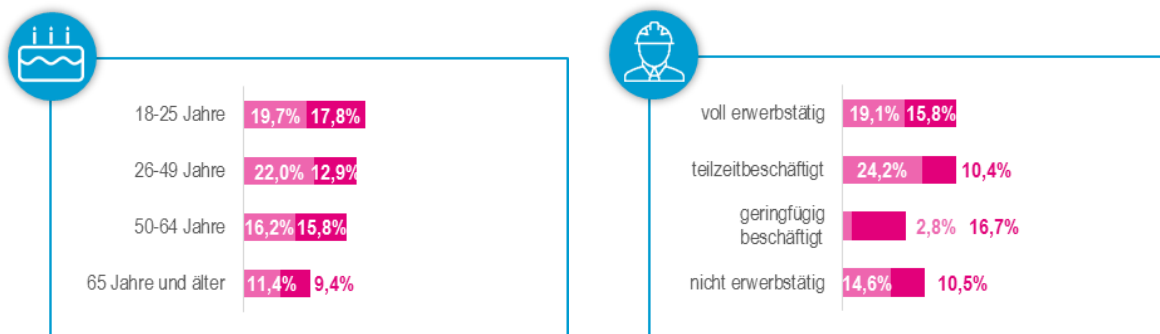 18-25 Jahre 19,7% 17,8%
26-49 Jahre 22,0% 12,9%
50-64 Jahre 16,2% 15,8%
65 Jahre und älter 11,4% 9,4%
voll erwerbstätig 19,1% 15,8%
teilzeitbeschäftigt 24,2% 10,4%
geringfügig
beschäftigt 2,8% 16,7%
nicht erwerbstätig 14,6% 10,5%